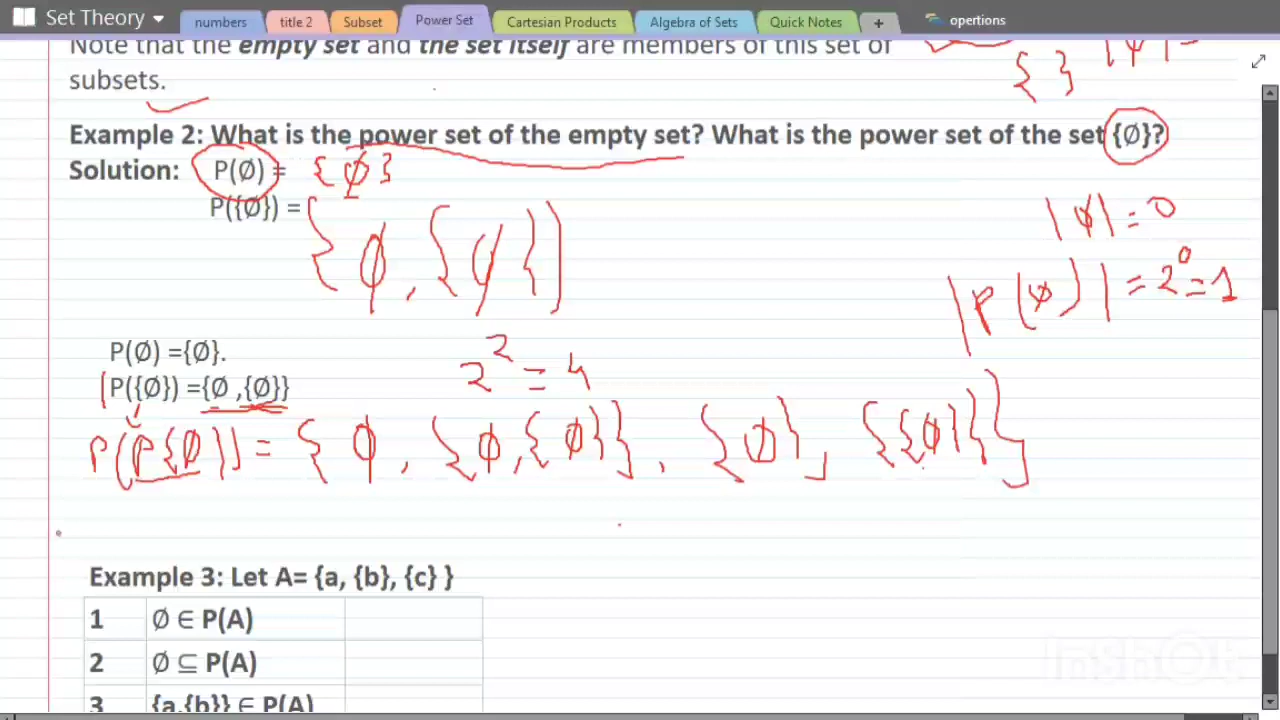 Set Theory numbers title 2 Subset Power Set Cartesian Products Algebra of Sets Quick Notes + opertions
Note that the empty set and the set itself are members of this set of
subsets.
{ }
Example 2: What is the power set of the empty set? What is the power set of the set {Ø}?
Solution: P(Ø) = {Ø}
P({Ø}) = {Ø, {Ø}}
|Ø| = 0
|P(Ø)| = 2⁰ = 1
P(Ø) ={Ø}.
2² = 4
P({Ø}) ={Ø ,{Ø}}
P(P{Ø}) = { Ø, {Ø,{Ø}}, {Ø}, {{Ø}}}
Example 3: Let A= {a, {b}, {c} }
1 Ø ∈ P(A)
2 Ø ⊆ P(A)
3 {a,{b}} ∈ P(A)
InShOt